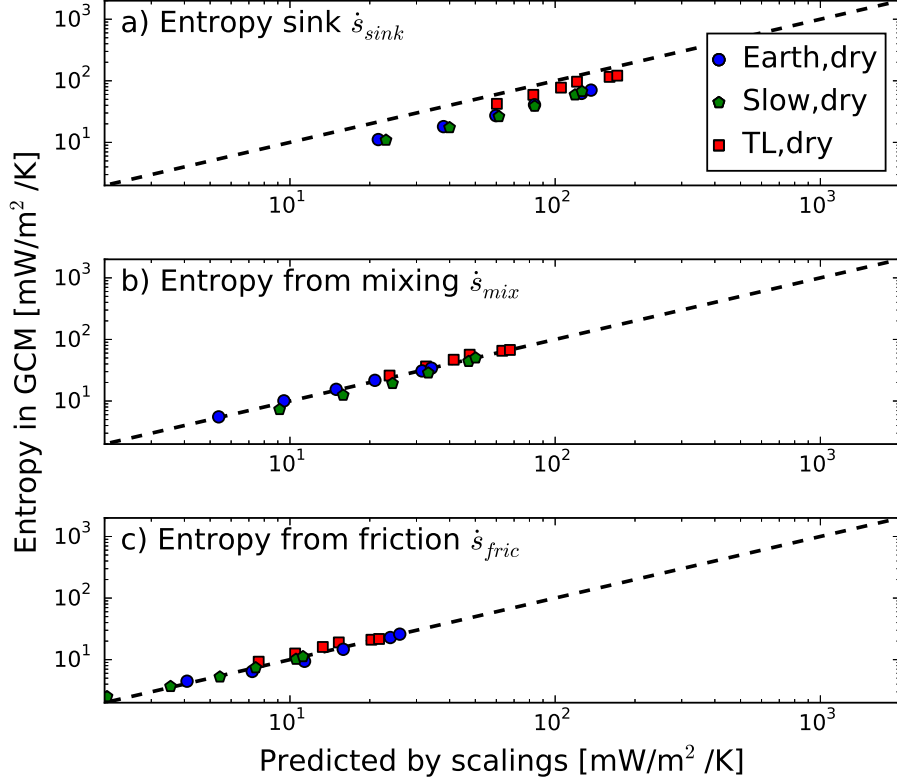 a) Entropy sink ṡ_sink
Earth,dry
Slow,dry
TL,dry
10³
10²
10¹
10¹ 10² 10³
b) Entropy from mixing ṡ_mix
10³
10²
10¹
10¹ 10² 10³
c) Entropy from friction ṡ_fric
10³
10²
10¹
10¹ 10² 10³
Entropy in GCM [mW/m² /K]
Predicted by scalings [mW/m² /K]